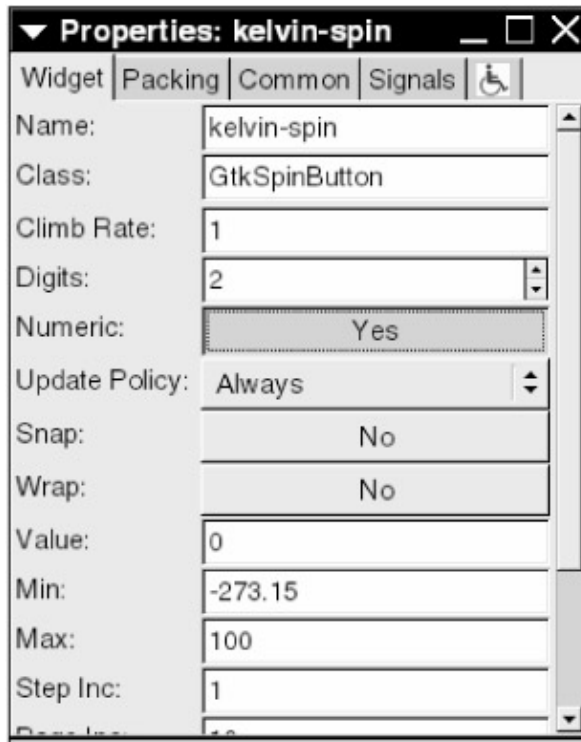 Properties: kelvin-spin
Widget Packing Common Signals
Name: kelvin-spin
Class: GtkSpinButton
Climb Rate: 1
Digits: 2
Numeric: Yes
Update Policy: Always
Snap: No
Wrap: No
Value: 0
Min: -273.15
Max: 100
Step Inc: 1